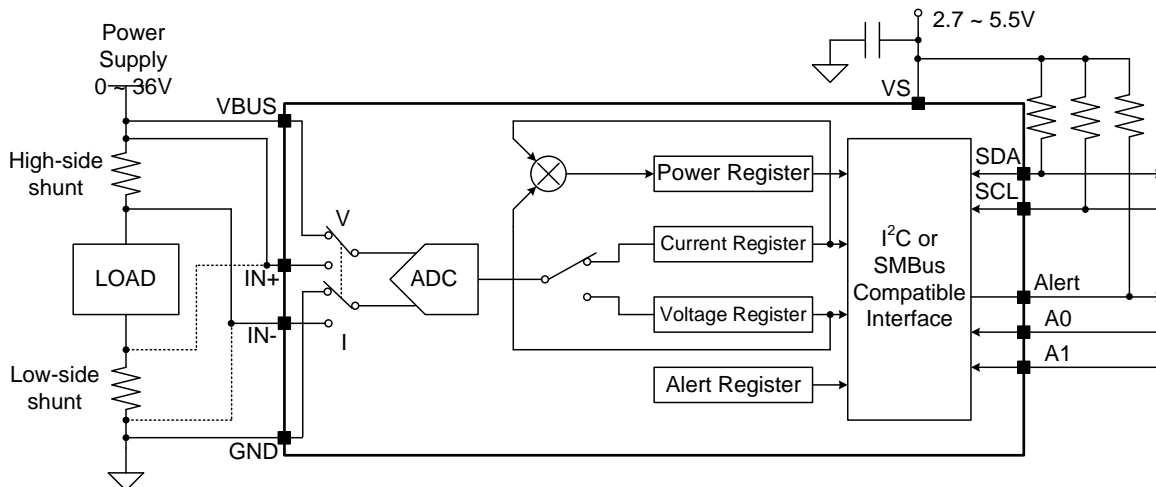 Power
Supply
0 ~ 36V
2.7 ~ 5.5V
VS
VBUS
High-side
shunt
LOAD
Low-side
shunt
IN+
IN-
GND
V
I
ADC
Power Register
Current Register
Voltage Register
Alert Register
I²C or
SMBus
Compatible
Interface
SDA
SCL
Alert
A0
A1